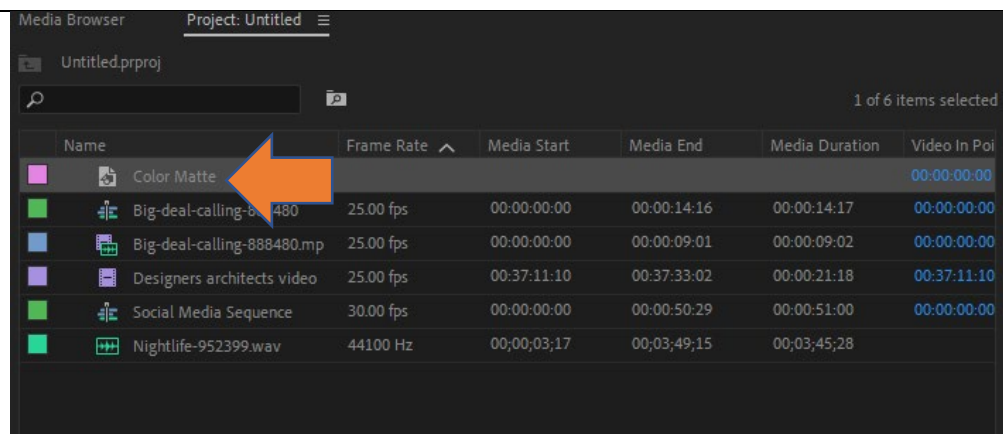 Media Browser Project: Untitled
Untitled.prproj
1 of 6 items selected
Name Frame Rate Media Start Media End Media Duration Video In Poi
Color Matte 00:00:00:00
Big-deal-calling-888480 25.00 fps 00:00:00:00 00:00:14:16 00:00:14:17 00:00:00:00
Big-deal-calling-888480.mp 25.00 fps 00:00:00:00 00:00:09:01 00:00:09:02 00:00:00:00
Designers architects video 25.00 fps 00:37:11:10 00:37:33:02 00:00:21:18 00:37:11:10
Social Media Sequence 30.00 fps 00:00:00:00 00:00:50:29 00:00:51:00 00:00:00:00
Nightlife-952399.wav 44100 Hz 00;00;03;17 00;03;49;15 00;03;45;28